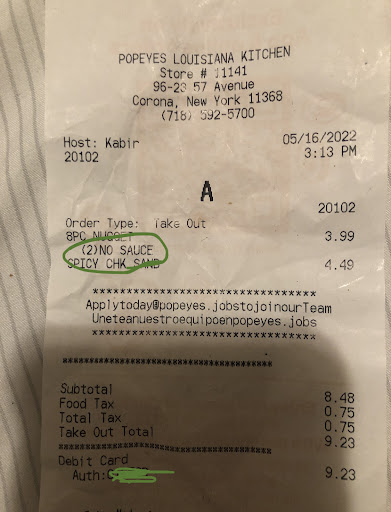 POPEYES LOUISIANA KITCHEN
Store # 11141
96-23 57 Avenue
Corona, New York 11368
(718) 592-5700
Host: Kabir 05/16/2022
20102 3:13 PM
A
20102
Order Type: Take Out
8PC NUGGET 3.99
(2)NO SAUCE
SPICY CHK SAND 4.49
***********************************
Applytoday@popeyes.jobstojoinourTeam
Uneteanuestroequipoenpopeyes.jobs
***********************************
***********************************
Subtotal 8.48
Food Tax 0.75
Total Tax 0.75
Take Out Total 9.23
***********************************
Debit Card 9.23
Auth: